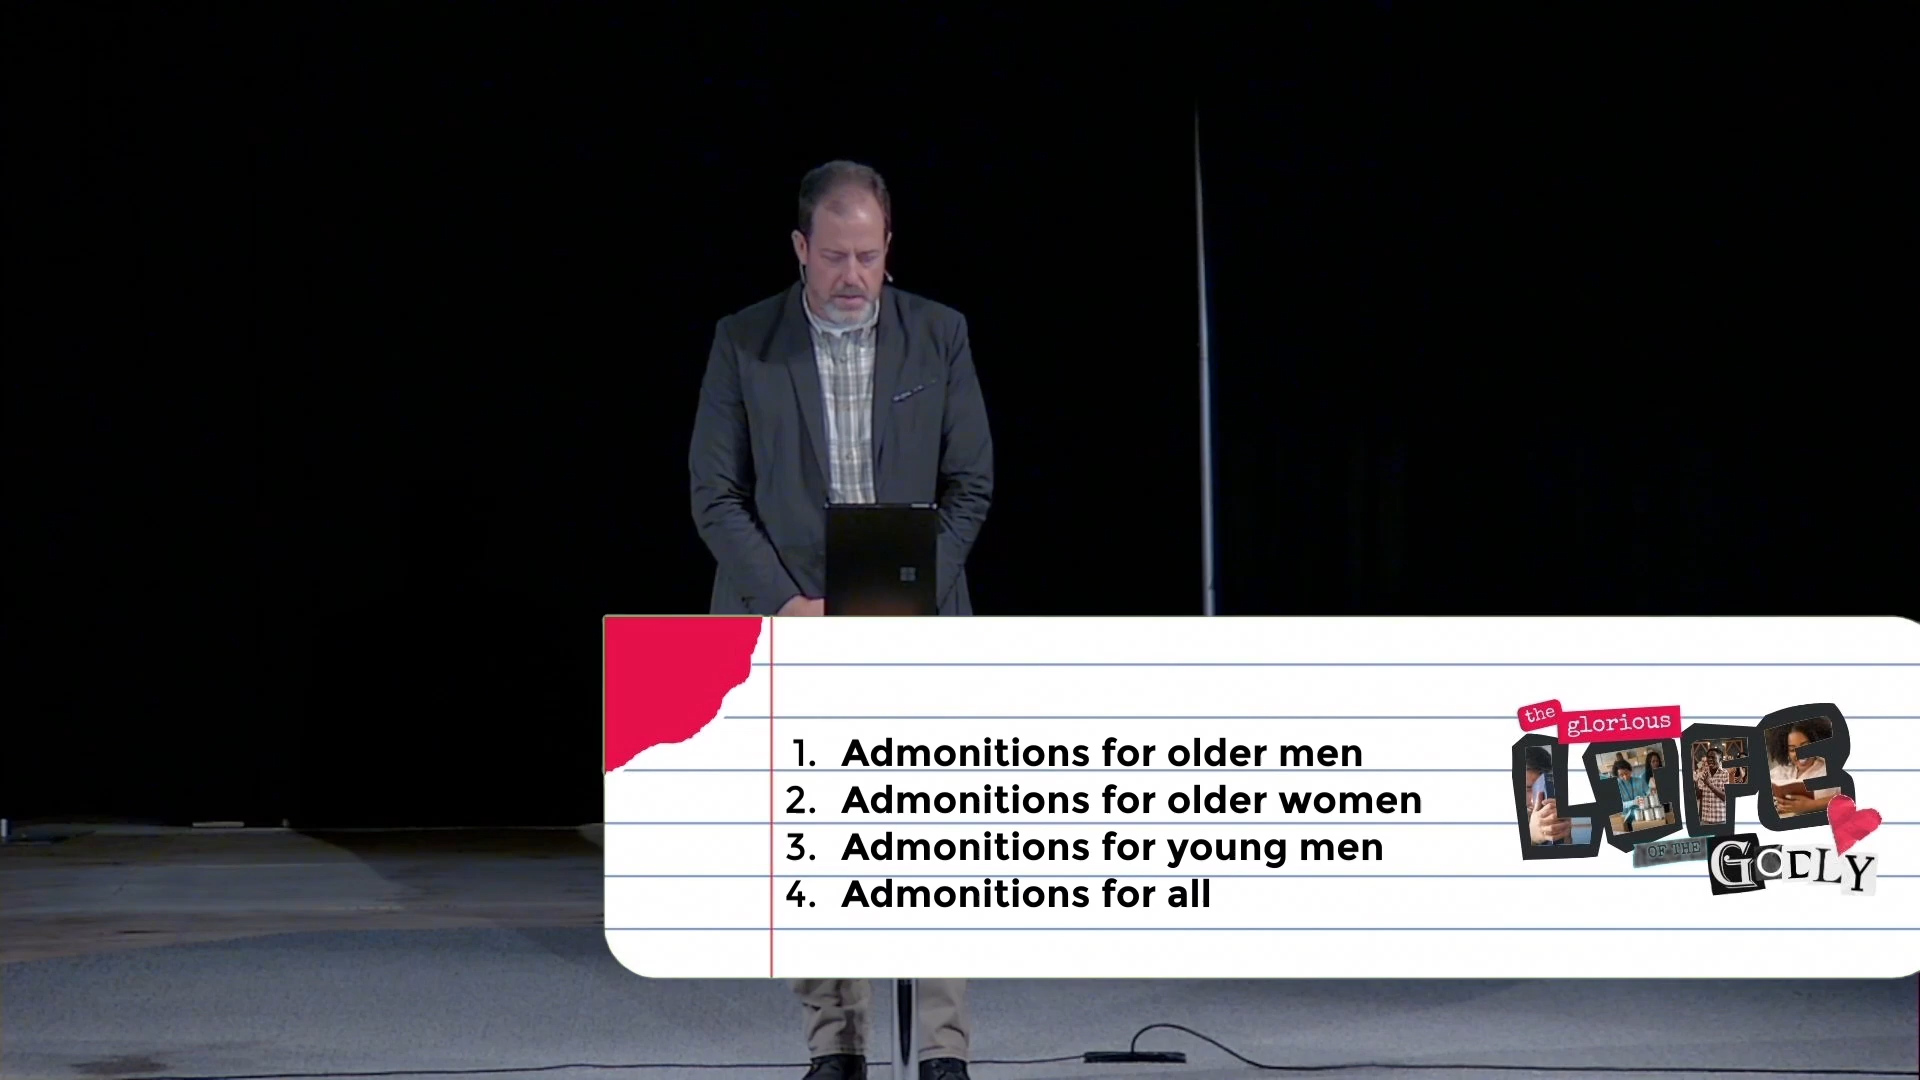 1. Admonitions for older men
2. Admonitions for older women
3. Admonitions for young men
4. Admonitions for all
the
glorious
LIFE
OF THE
GODLY